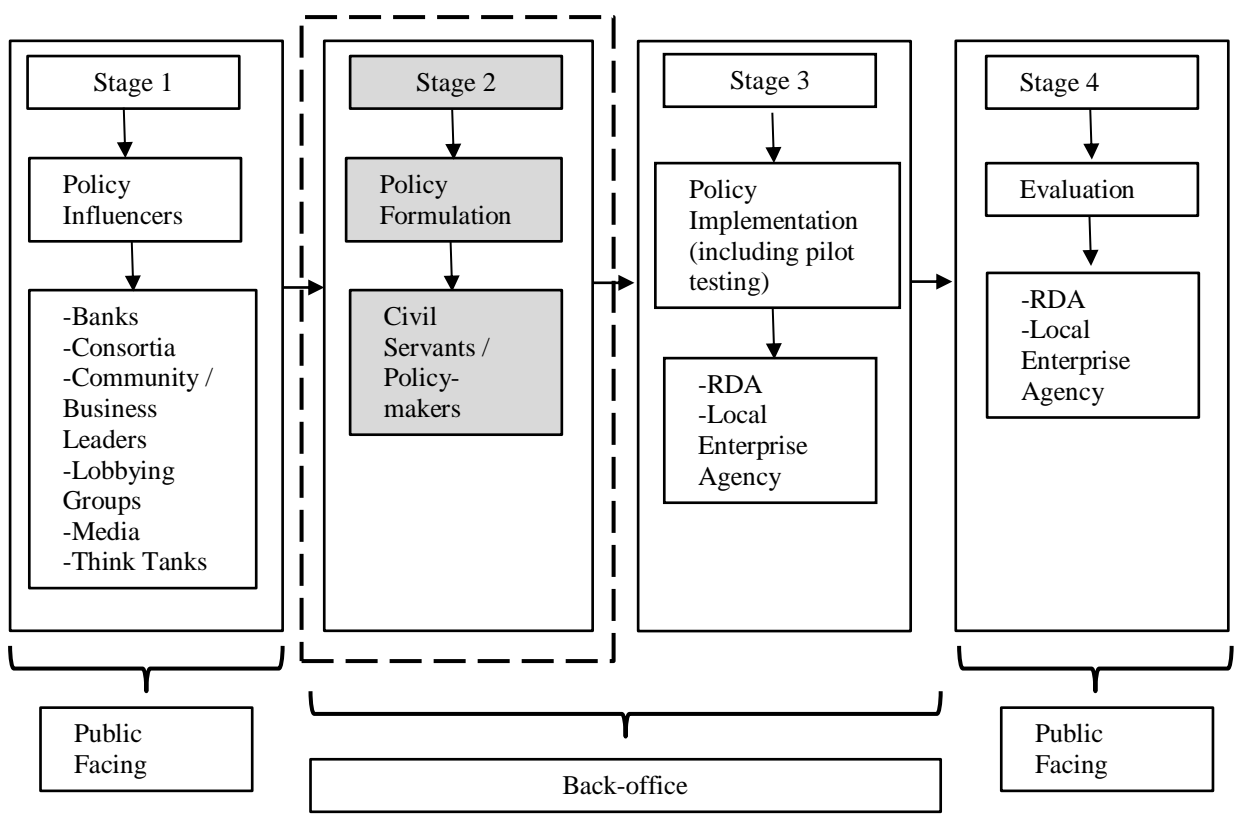 Stage 1
Policy
Influencers
-Banks
-Consortia
-Community /
Business
Leaders
-Lobbying
Groups
-Media
-Think Tanks
Public
Facing
Stage 2
Policy
Formulation
Civil
Servants /
Policy-
makers
Stage 3
Policy
Implementation
(including pilot
testing)
-RDA
-Local
Enterprise
Agency
Back-office
Stage 4
Evaluation
-RDA
-Local
Enterprise
Agency
Public
Facing